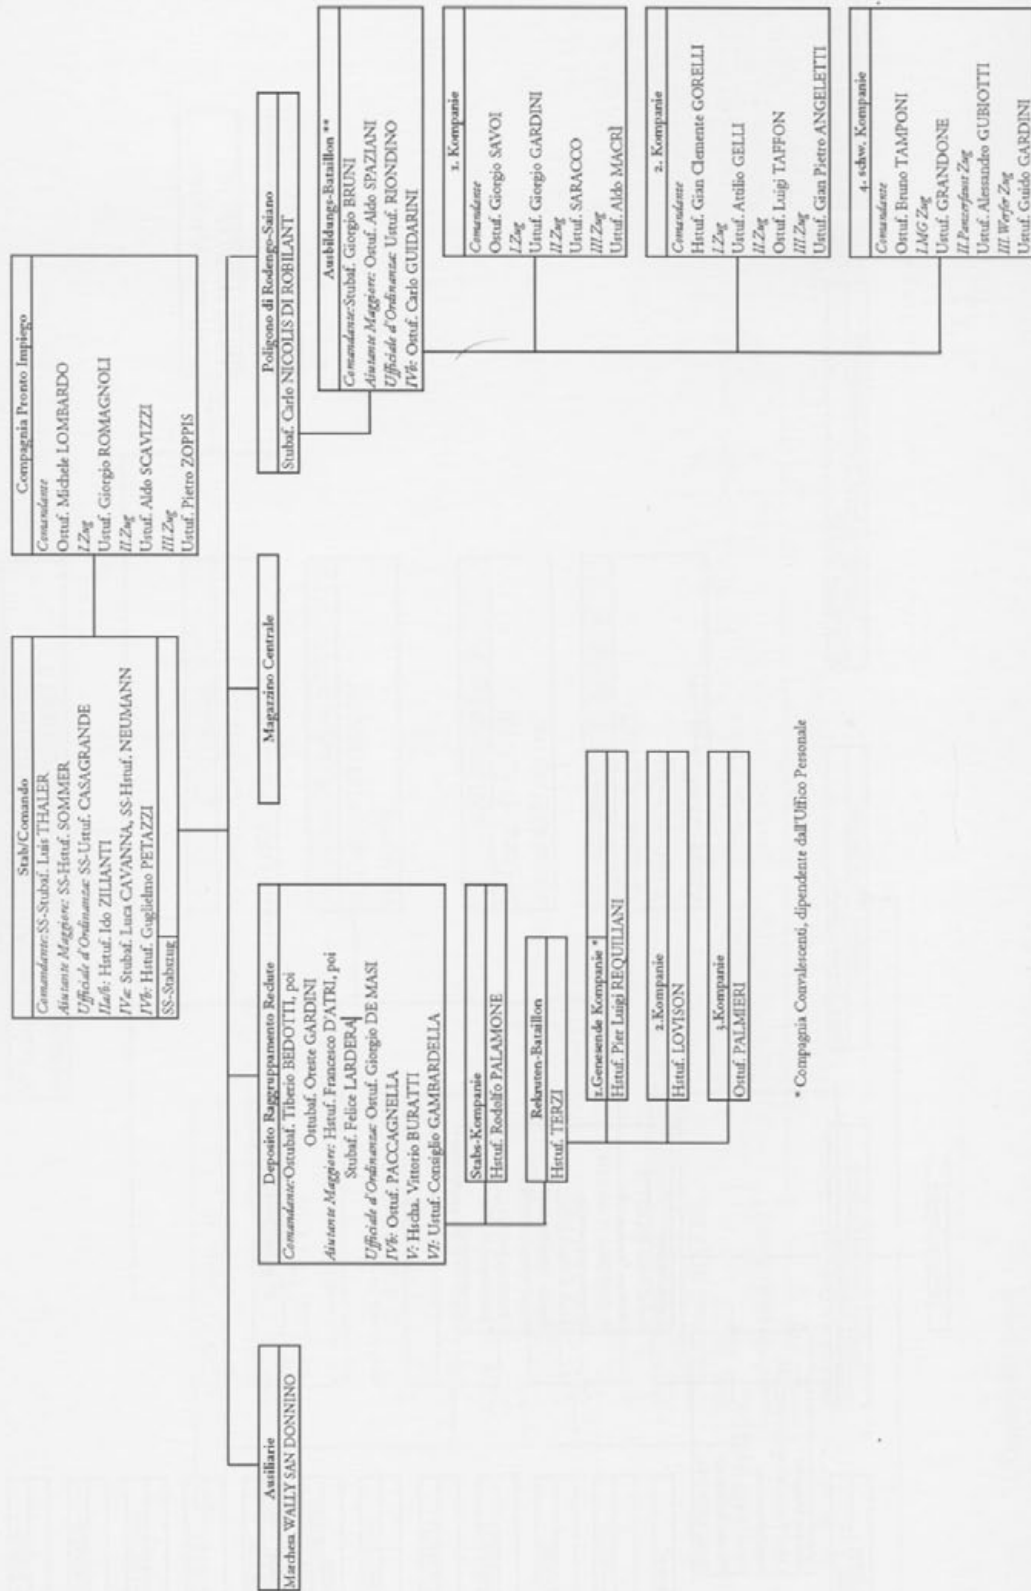 Stab/Comando
Comandante:SS-Stubaf. Luis THALER
Aiutante Maggiore: SS-Hstuf. SOMMER
Ufficiale d'Ordinanza: SS-Ustuf. CASAGRANDE
IIa/b: Hstuf. Ido ZILIANTI
IVa: Stubaf. Luca CAVANNA, SS-Hstuf. NEUMANN
IVb: Hstuf. Guglielmo PETAZZI
SS-Stabszug
Compagnia Pronto Impiego
Comandante
Ostuf. Michele LOMBARDO
I.Zug
Ustuf. Giorgio ROMAGNOLI
II.Zug
Ustuf. Aldo SCAVIZZI
III.Zug
Ustuf. Pietro ZOPPIS
Ausiliarie
Marchesa WALLY SAN DONNINO
Deposito Raggruppamento Reclute
Comandante:Ostubaf. Tiberio BEDOTTI, poi
Ostubaf. Oreste GARDINI
Aiutante Maggiore: Hstuf. Francesco D'ATRI, poi
Stubaf. Felice LARDERA
Ufficiale d'Ordinanza: Ostuf. Giorgio DE MASI
IVb: Ostuf. PACCAGNELLA
V: Hscha. Vittorio BURATTI
VI: Ustuf. Consiglio GAMBARDELLA
Stabs-Kompanie
Hstuf. Rodolfo PALAMONE
Rekruten-Bataillon
Hstuf. TERZI
1.Genesende Kompanie *
Hstuf. Pier Luigi REQUILIANI
2.Kompanie
Hstuf. LOVISON
3.Kompanie
Ostuf. PALMIERI
Magazzino Centrale
Poligono di Rodengo-Saiano
Stubaf. Carlo NICOLIS DI ROBILANT
Ausbildungs-Bataillon **
Comandante:Stubaf. Giorgio BRUNI
Aiutante Maggiore: Ostuf. Aldo SPAZIANI
Ufficiale d'Ordinanza: Ustuf. RIONDINO
IVb: Ostuf. Carlo GUIDARINI
1. Kompanie
Comandante
Ostuf. Giorgio SAVOI
I.Zug
Ustuf. Giorgio GARDINI
II.Zug
Ustuf. SARACCO
III.Zug
Ustuf. Aldo MACRÌ
2. Kompanie
Comandante
Hstuf. Gian Clemente GORELLI
I.Zug
Ustuf. Attilio GELLI
II.Zug
Ostuf. Luigi TAFFON
III.Zug
Ustuf. Gian Pietro ANGELETTI
4. schw. Kompanie
Comandante
Ostuf. Bruno TAMPONI
I.MG Zug
Ustuf. GRANDONE
II.Panzerfaust Zug
Ustuf. Alessandro GUBIOTTI
III.Werfer Zug
Ustuf. Guido GARDINI
* Compagnia Convalescenti, dipendente dall'Uffico Personale